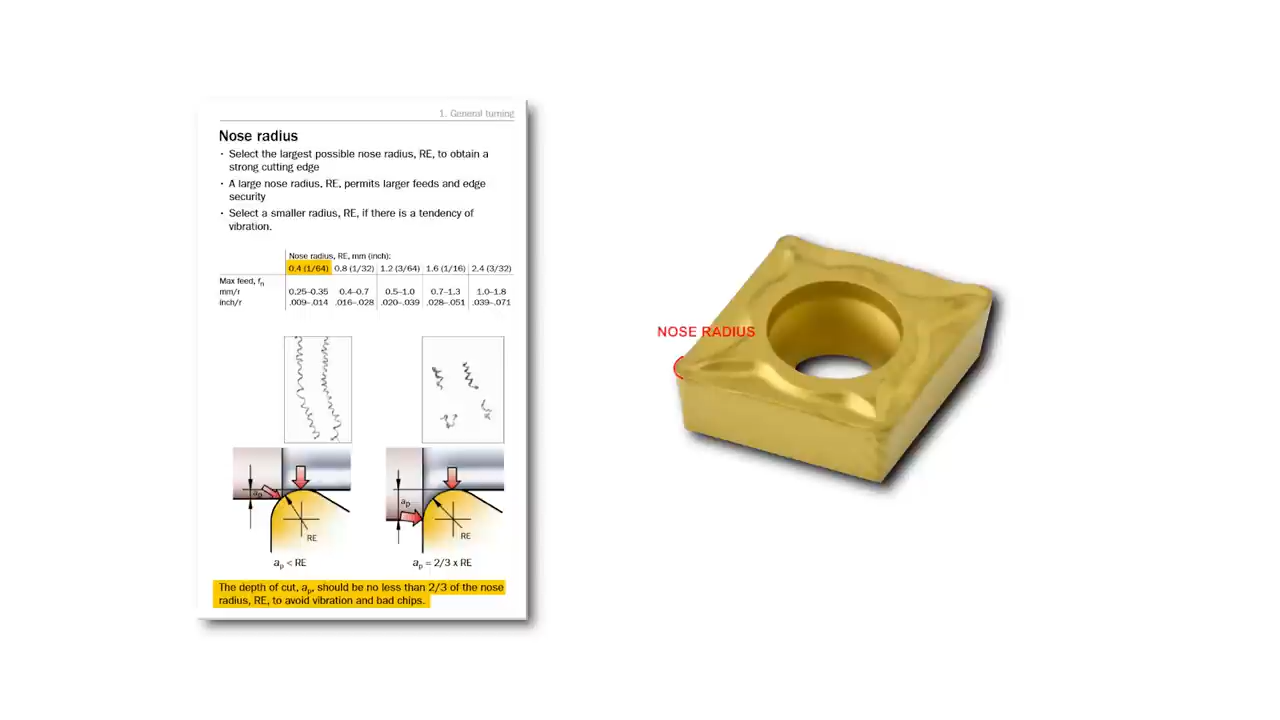 1. General turning
Nose radius
· Select the largest possible nose radius, RE, to obtain a
strong cutting edge
· A large nose radius, RE, permits larger feeds and edge
security
· Select a smaller radius, RE, if there is a tendency of
vibration.
Nose radius, RE, mm (inch):
0.4 (1/64) 0.8 (1/32) 1.2 (3/64) 1.6 (1/16) 2.4 (3/32)
Max feed, fn
mm/r 0.25–0.35 0.4–0.7 0.5–1.0 0.7–1.3 1.0–1.8
inch/r .009–.014 .016–.028 .020–.039 .028–.051 .039–.071
ap
RE
ap < RE
ap
RE
ap = 2/3 x RE
The depth of cut, ap, should be no less than 2/3 of the nose
radius, RE, to avoid vibration and bad chips.
NOSE RADIUS